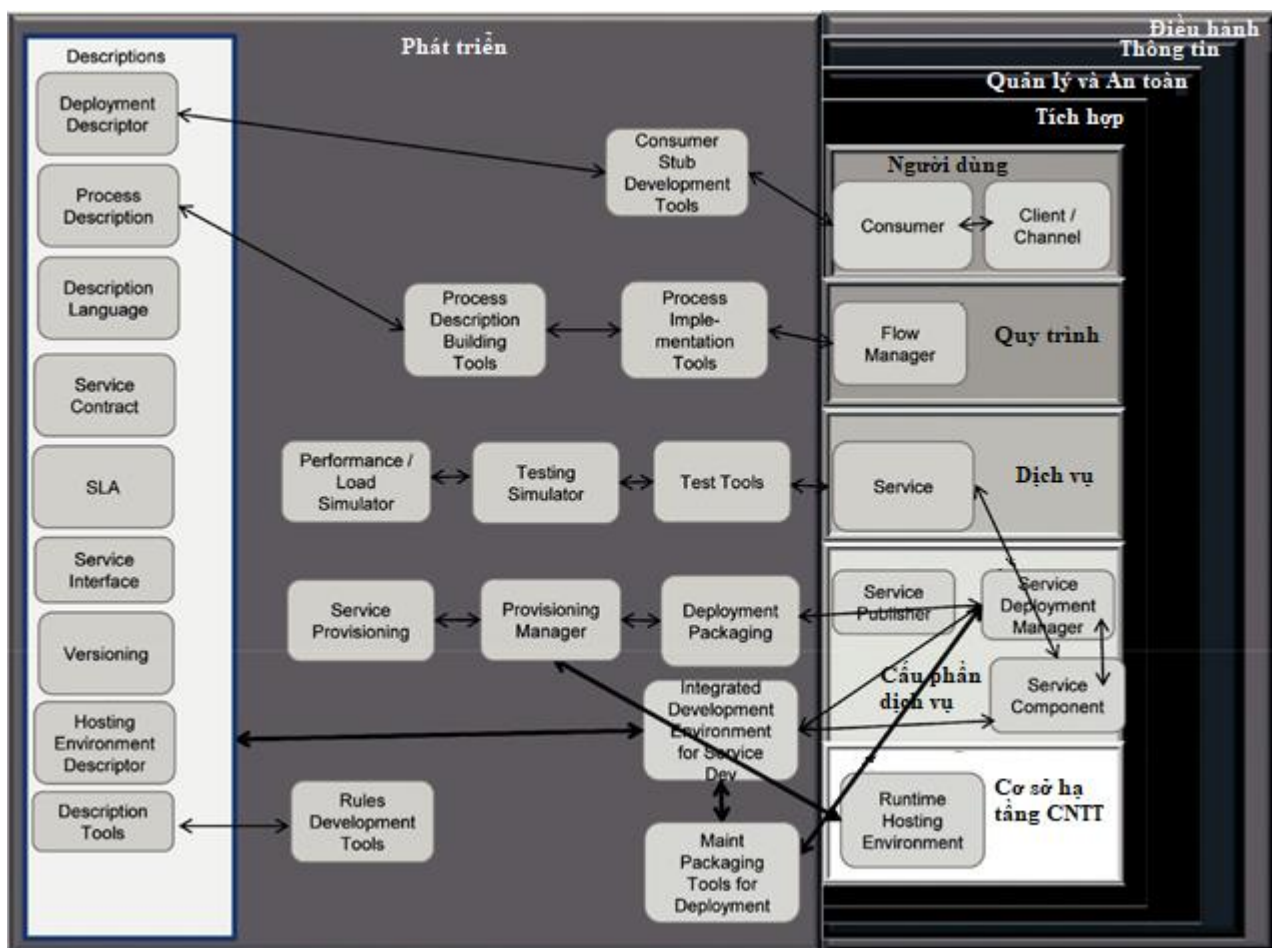 Điều hành
Thông tin
Quản lý và An toàn
Tích hợp
Phát triển
Descriptions
Deployment
Descriptor
Process
Description
Description
Language
Service
Contract
SLA
Service
Interface
Versioning
Hosting
Environment
Descriptor
Description
Tools
Consumer
Stub
Development
Tools
Process
Description
Building
Tools
Process
Imple-
mentation
Tools
Performance /
Load
Simulator
Testing
Simulator
Test Tools
Service
Provisioning
Provisioning
Manager
Deployment
Packaging
Integrated
Development
Environment
for Service
Dev
Rules
Development
Tools
Maint
Packaging
Tools for
Deployment
Người dùng
Consumer
Client /
Channel
Flow
Manager
Quy trình
Service
Dịch vụ
Service
Publisher
Service
Deployment
Manager
Cấu phần
dịch vụ
Service
Component
Runtime
Hosting
Environment
Cơ sở hạ
tầng CNTT